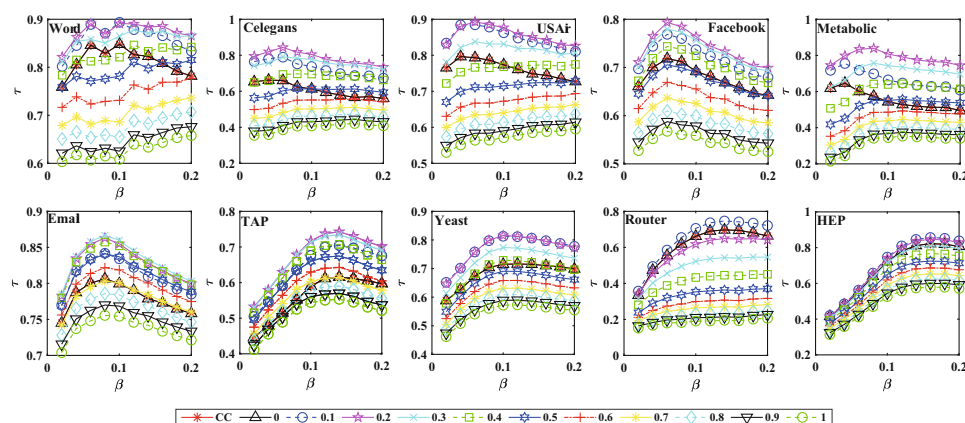 Word Celegans USAir Facebook Metabolic
0.9 1 0.9 0.8 1
0.8 0.8 0.8 0.7 0.8
0.7 0.6 0.7 0.6
0.4 0.6 0.6 0.4
0.6 0.2 0.5 0.5 0.2
τ τ τ τ τ
0 0.1 0.2 0 0.1 0.2 0 0.1 0.2 0 0.1 0.2 0 0.1 0.2
β β β β β
Email TAP Yeast Router HEP
0.9 0.8 0.9 1 1
0.85 0.7 0.8 0.8 0.8
0.8 0.6 0.7 0.6 0.6
0.75 0.5 0.6 0.4 0.4
0.5 0.2 0.2
0.7 0.4 0.4 0 0
τ τ τ τ τ
0 0.1 0.2 0 0.1 0.2 0 0.1 0.2 0 0.1 0.2 0 0.1 0.2
β β β β β
CC 0 0.1 0.2 0.3 0.4 0.5 0.6 0.7 0.8 0.9 1